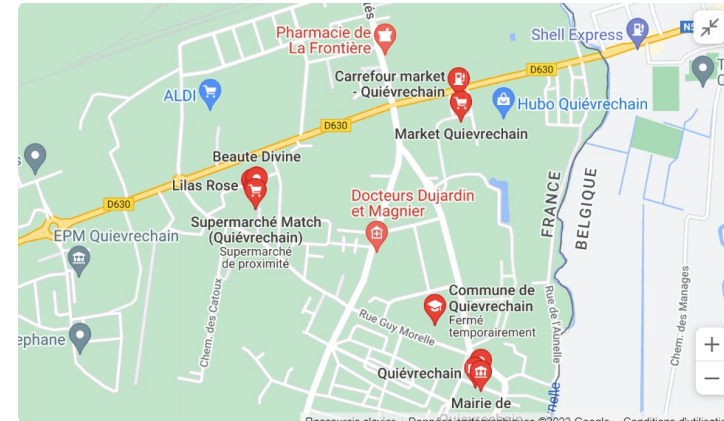 Pharmacie de
La Frontière
Shell Express
Carrefour market
- Quiévrechain
D630
ALDI
Hubo Quiévrechain
D630
Market Quievrechain
Beaute Divine
Lilas Rose
Docteurs Dujardin
et Magnier
D630
FRANCE
BELGIQUE
Supermarché Match
(Quiévrechain)
Supermarché
de proximité
EPM Quievrechain
Chem. des Catoux
Commune de
Quievrechain
Fermé
temporairement
Rue Guy Morelle
Rue de l'Aunelle
Chem. des Manages
Quiévrechain
Mairie de